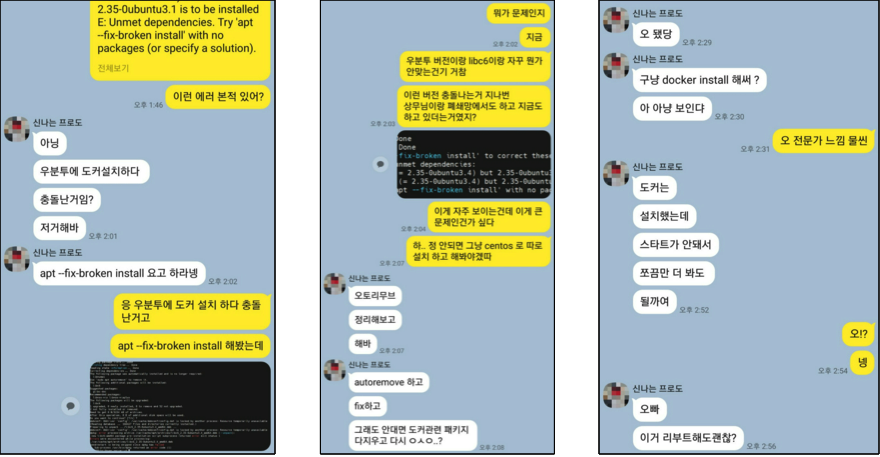 2.35-0ubuntu3.1 is to be installed
E: Unmet dependencies. Try 'apt
--fix-broken install' with no
packages (or specify a solution).
전체보기
이런 에러 본적 있어?
오후 1:46
신나는 프로도
아닝
우분투에 도커설치하다
충돌난거임?
저거해바
오후 2:01
신나는 프로도
apt --fix-broken install 요고 하라넹
오후 2:02
응 우분투에 도커 설치 하다 충돌
난거고
apt --fix-broken install 해봤는데
뭐가 문제인지
지금
오후 2:02
우분투 버전이랑 libc6이랑 자꾸 뭔가
안맞는건기 거참
이런 버전 충돌나는거 지나번
상무님이랑 폐쇄망에서도 하고 지금도
하고 있더는거였지?
오후 2:03
one
Done
fix-broken install' to correct these
nmet dependencies:
= 2.35-0ubuntu3.4) but 2.35-0ubunt
(= 2.35-0ubuntu3.4) but 2.35-0ubunt
apt --fix-broken install' with no pa
이게 자주 보이는건데 이게 큰
문제인건가 싶다
오후 2:04
하.. 정 안되면 그냥 centos 로 따로
설치 하고 해봐야겠따
오후 2:07
신나는 프로도
오토리무브
정리해보고
해바
오후 2:07
신나는 프로도
autoremove 하고
fix하고
그래도 안대면 도커관련 패키지
다지우고 다시 ㅇㅅㅇ..?
오후 2:08
신나는 프로도
오 됐당
오후 2:29
신나는 프로도
구냥 docker install 해써 ?
아 아냥 보인댜
오후 2:30
오 전문가 느낌 물씬
오후 2:31
신나는 프로도
도커는
설치했는데
스타트가 안돼서
쪼끔만 더 봐도
될까여
오후 2:52
오!?
넹
오후 2:54
신나는 프로도
오빠
이거 리부트해도괜찮?
오후 2:56